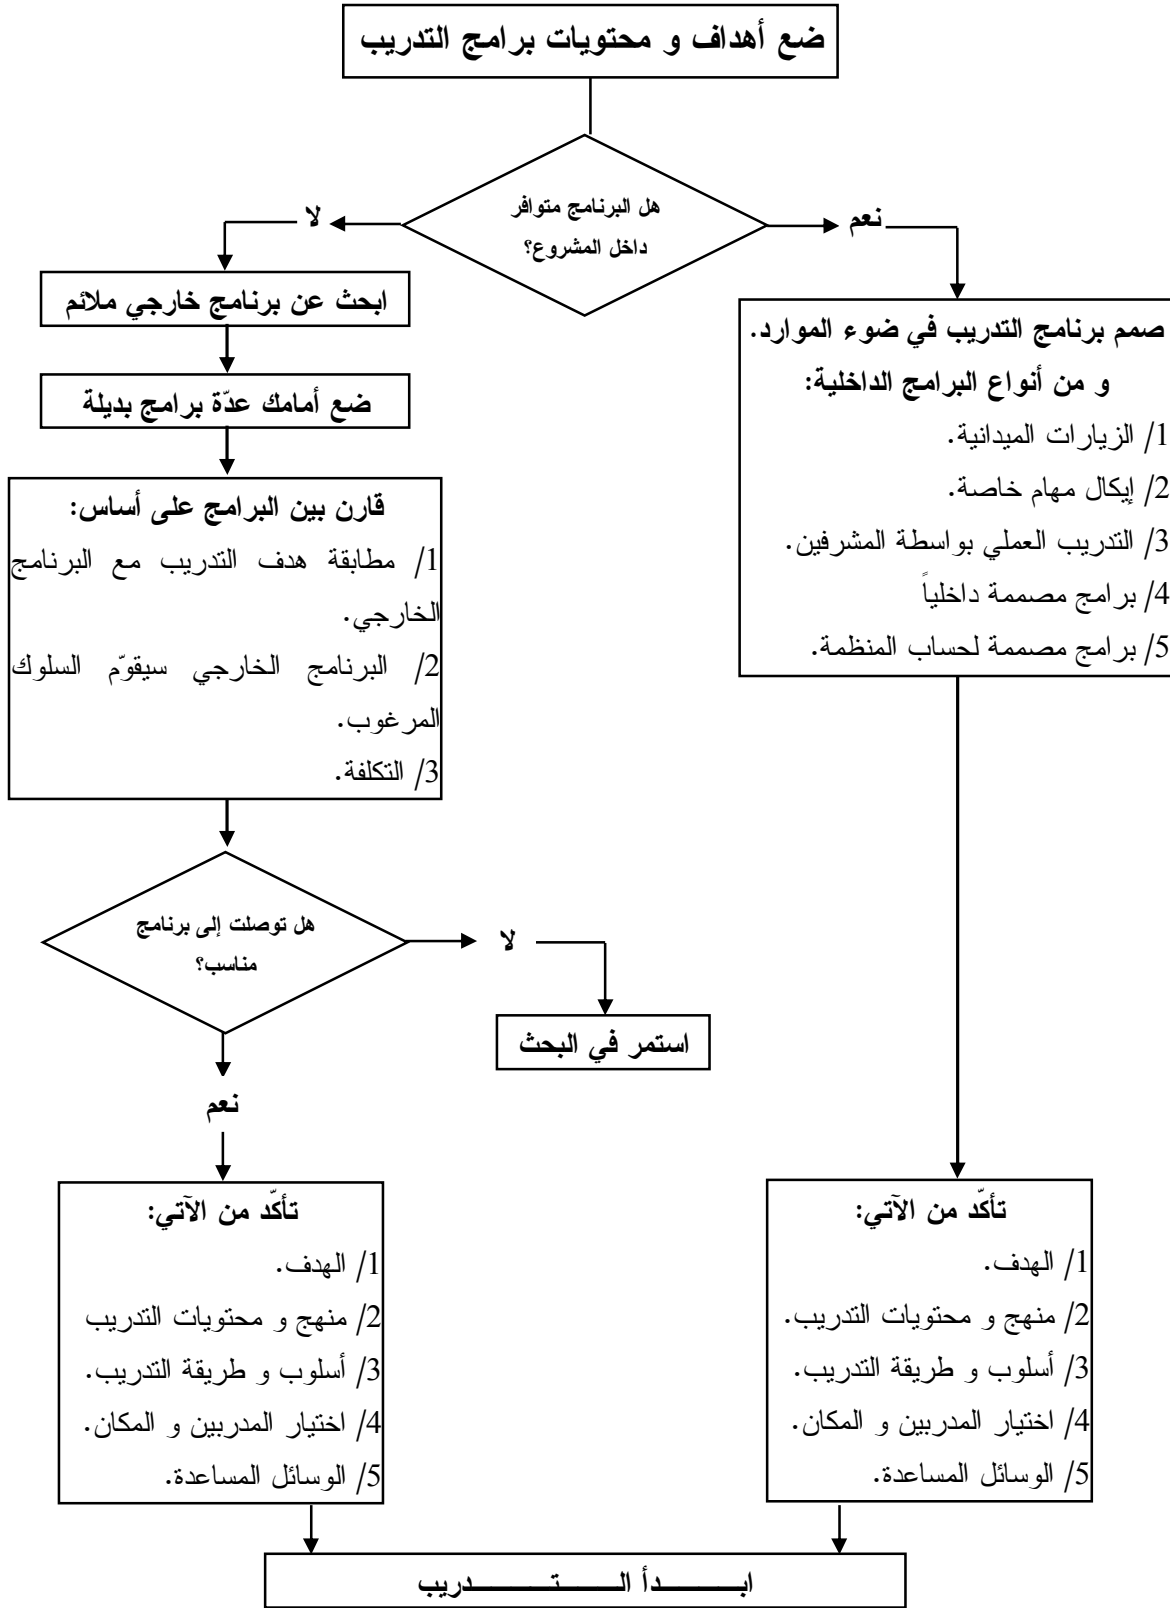 ضع أهداف و محتويات برامج التدريب
هل البرنامج متوافر
داخل المشروع؟
نعم
لا
صمم برنامج التدريب في ضوء الموارد.
و من أنواع البرامج الداخلية:
1/ الزيارات الميدانية.
2/ إيكال مهام خاصة.
3/ التدريب العملي بواسطة المشرفين.
4/ برامج مصممة داخلياً
5/ برامج مصممة لحساب المنظمة.
ابحث عن برنامج خارجي ملائم
ضع أمامك عدّة برامج بديلة
قارن بين البرامج على أساس:
1/ مطابقة هدف التدريب مع البرنامج
الخارجي.
2/ البرنامج الخارجي سيقوّم السلوك
المرغوب.
3/ التكلفة.
هل توصلت إلى برنامج
مناسب؟
لا
استمر في البحث
نعم
تأكّد من الآتي:
1/ الهدف.
2/ منهج و محتويات التدريب.
3/ أسلوب و طريقة التدريب.
4/ اختيار المدربين و المكان.
5/ الوسائل المساعدة.
تأكّد من الآتي:
1/ الهدف.
2/ منهج و محتويات التدريب
3/ أسلوب و طريقة التدريب.
4/ اختيار المدربين و المكان.
5/ الوسائل المساعدة.
ابـــــــدأ الـــــــتـــــــــدريب